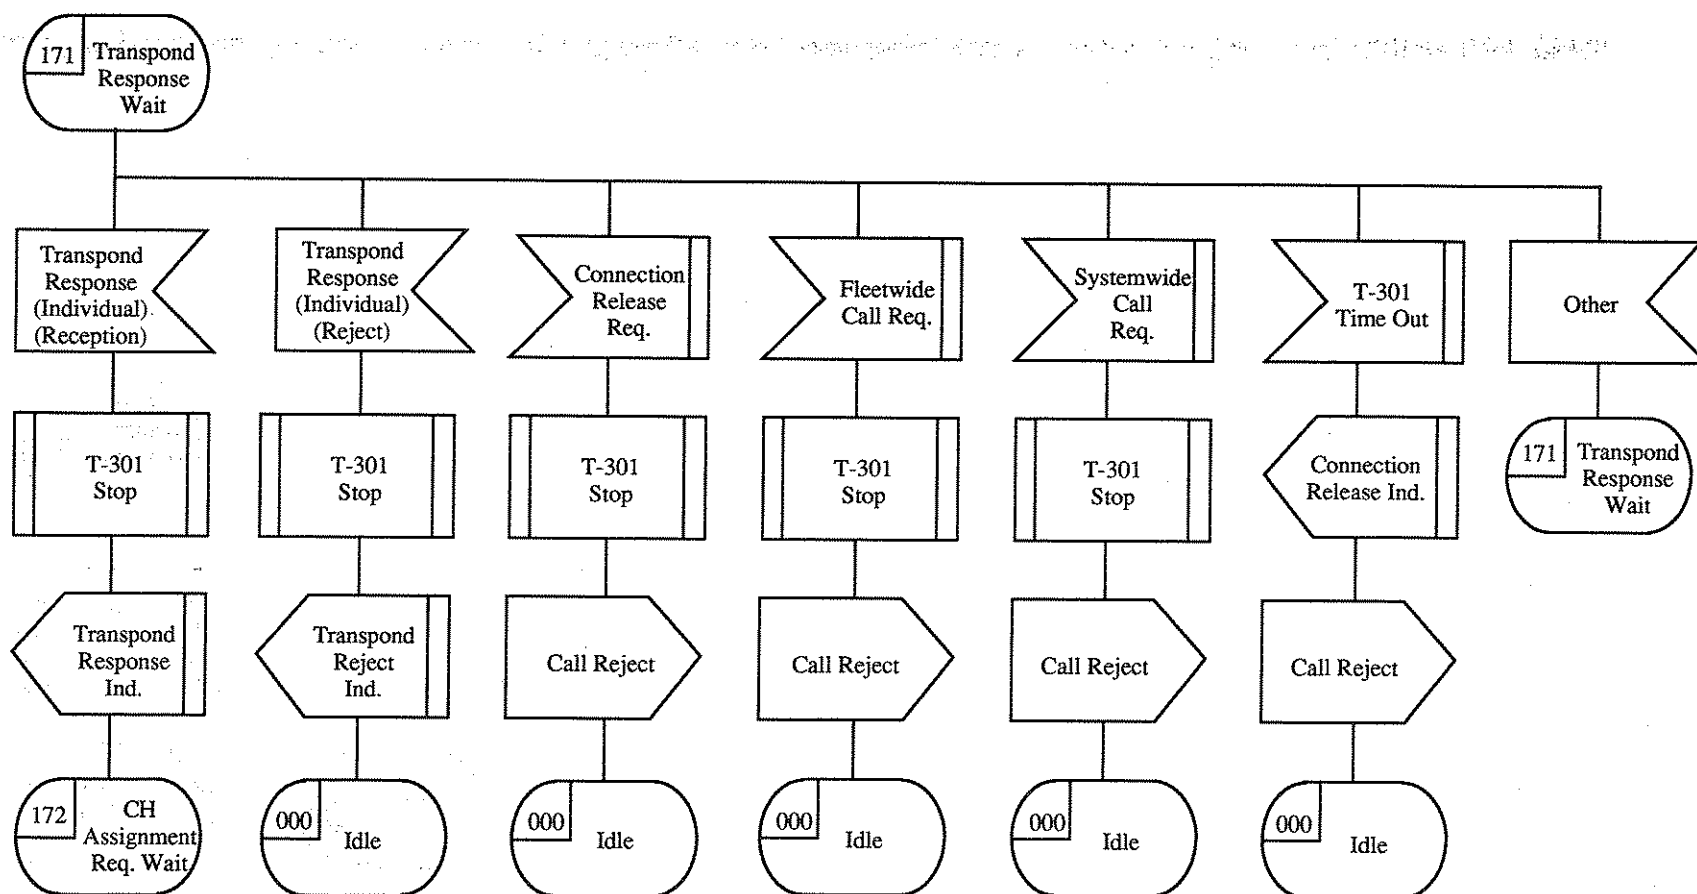 171
Transpond
Response
Wait
Transpond
Response
(Individual)
(Reception)
Transpond
Response
(Individual)
(Reject)
Connection
Release
Req.
Fleetwide
Call Req.
Systemwide
Call
Req.
T-301
Time Out
Other
T-301
Stop
T-301
Stop
T-301
Stop
T-301
Stop
T-301
Stop
Connection
Release Ind.
171
Transpond
Response
Wait
Transpond
Response
Ind.
Transpond
Reject
Ind.
Call Reject
Call Reject
Call Reject
Call Reject
172
CH
Assignment
Req. Wait
000
Idle
000
Idle
000
Idle
000
Idle
000
Idle